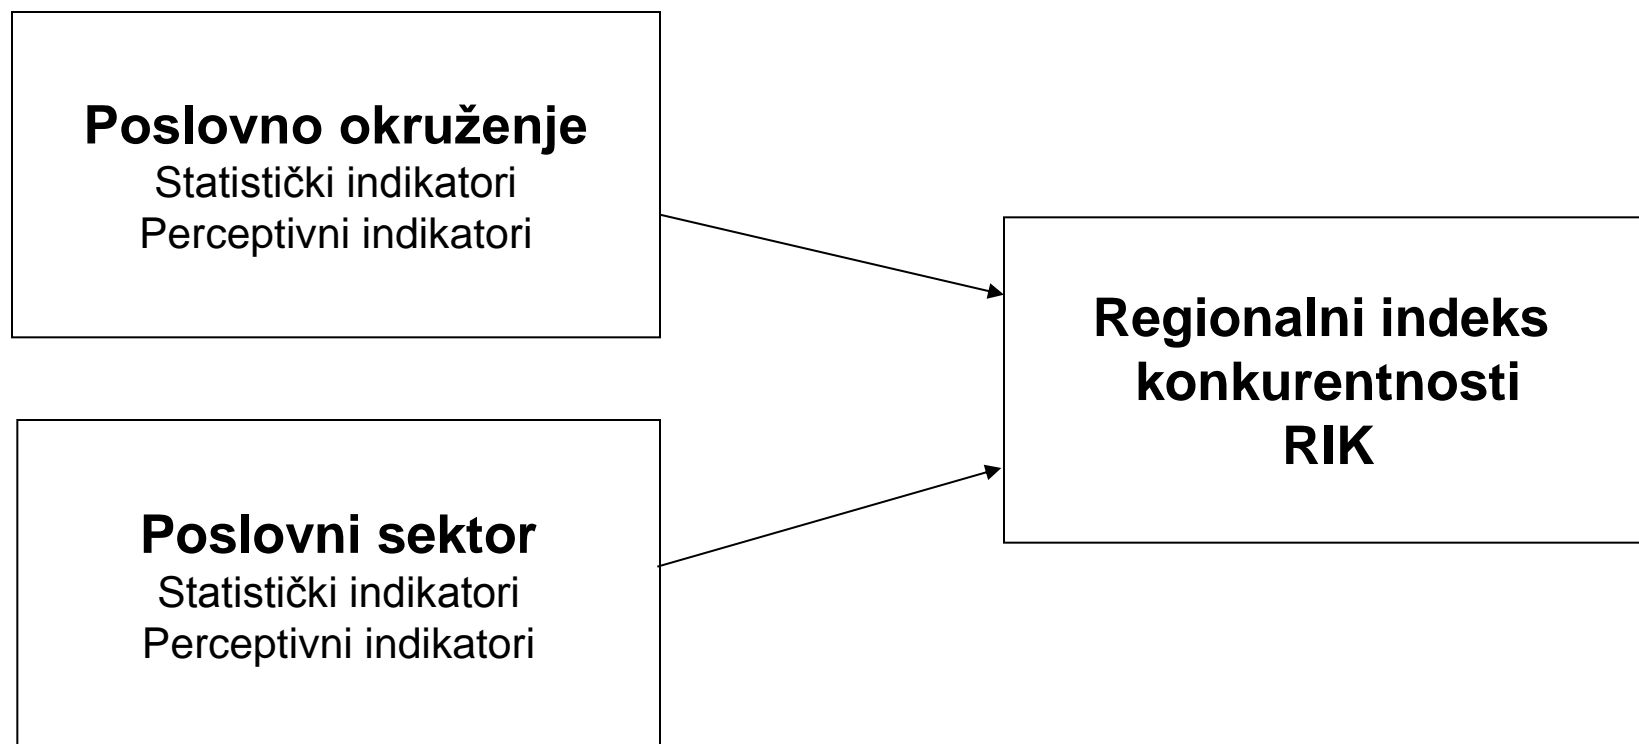 Poslovno okruženje
Statistički indikatori
Perceptivni indikatori
Regionalni indeks
konkurentnosti
RIK
Poslovni sektor
Statistički indikatori
Perceptivni indikatori